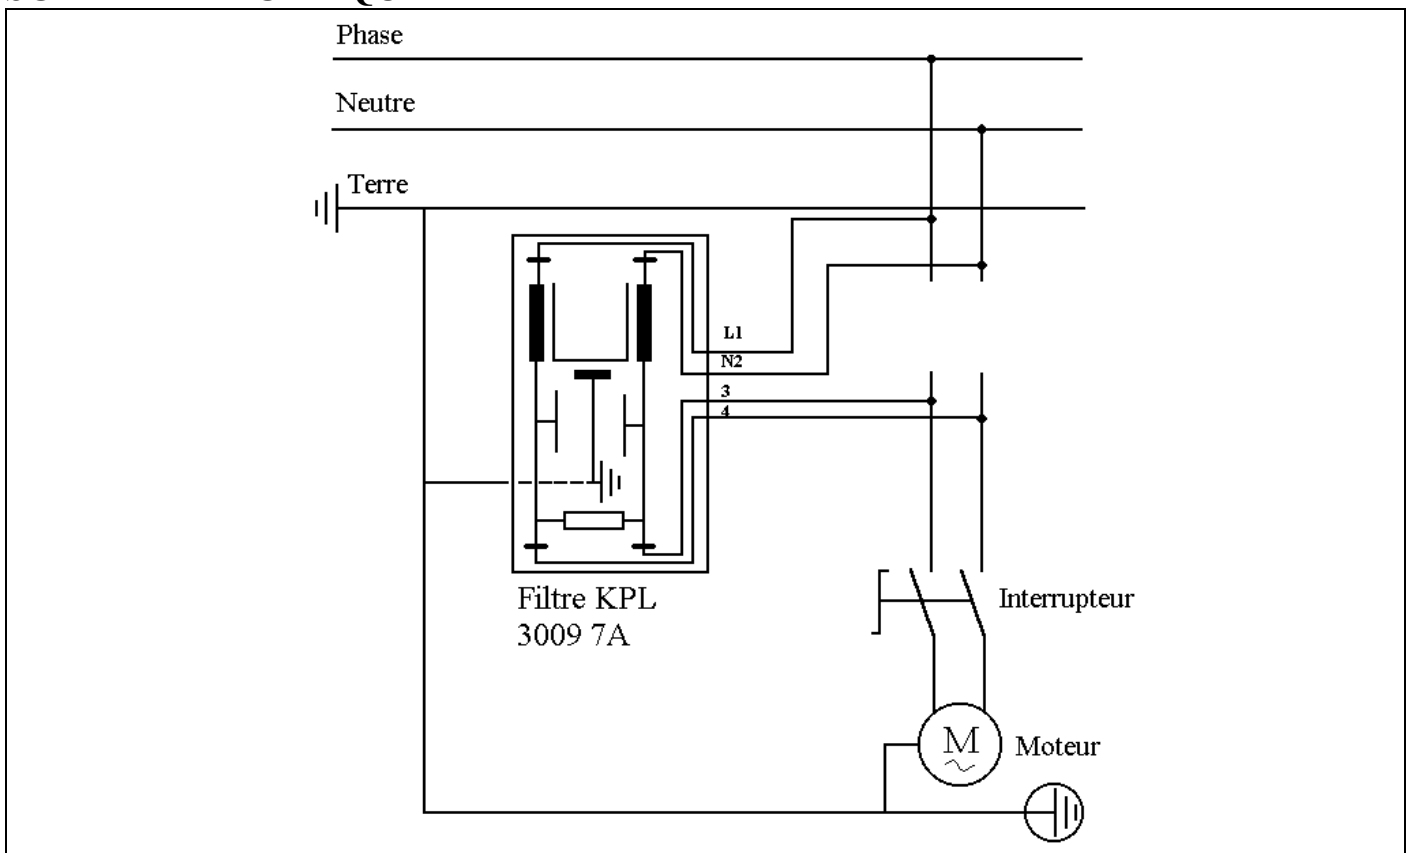 Phase
Neutre
Terre
L1
N2
3
4
Filtre KPL
3009 7A
Interrupteur
M
Moteur